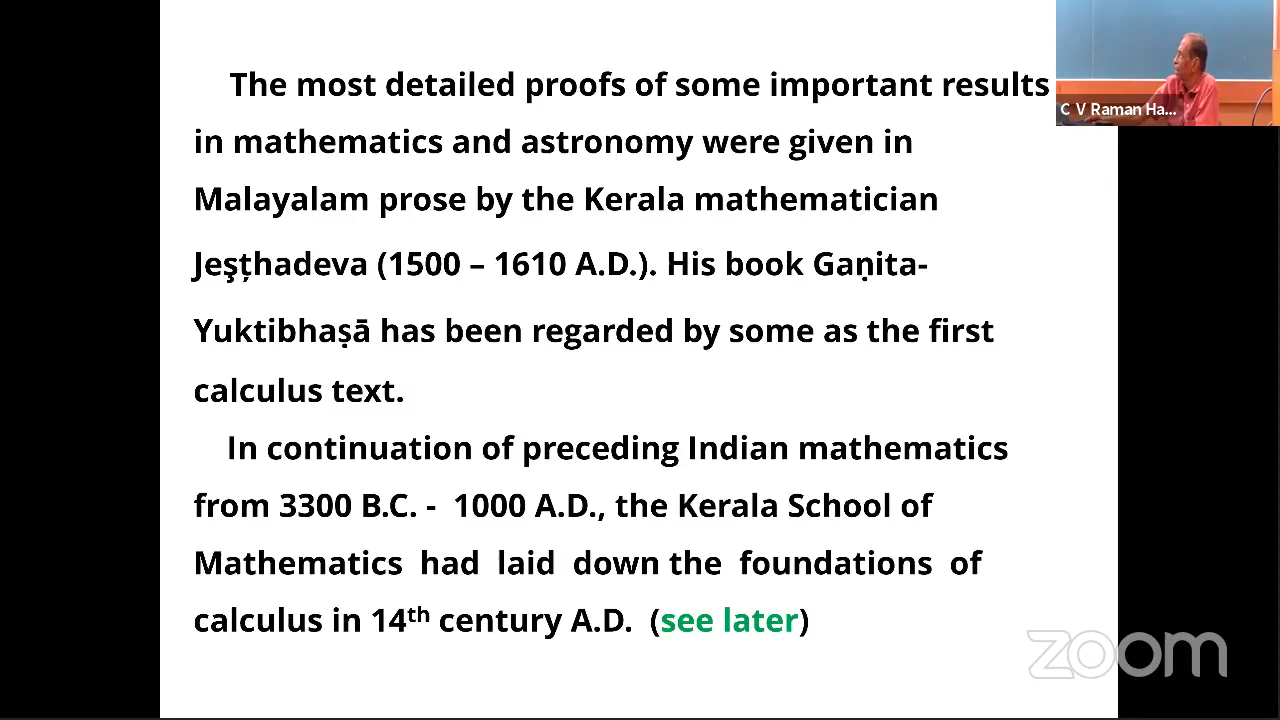 The most detailed proofs of some important results
in mathematics and astronomy were given in
Malayalam prose by the Kerala mathematician
Jeşțhadeva (1500 – 1610 A.D.). His book Gaṇita-
Yuktibhaṣā has been regarded by some as the first
calculus text.
In continuation of preceding Indian mathematics
from 3300 B.C. - 1000 A.D., the Kerala School of
Mathematics had laid down the foundations of
calculus in 14th century A.D. (see later)
C V Raman Ha...
zoom